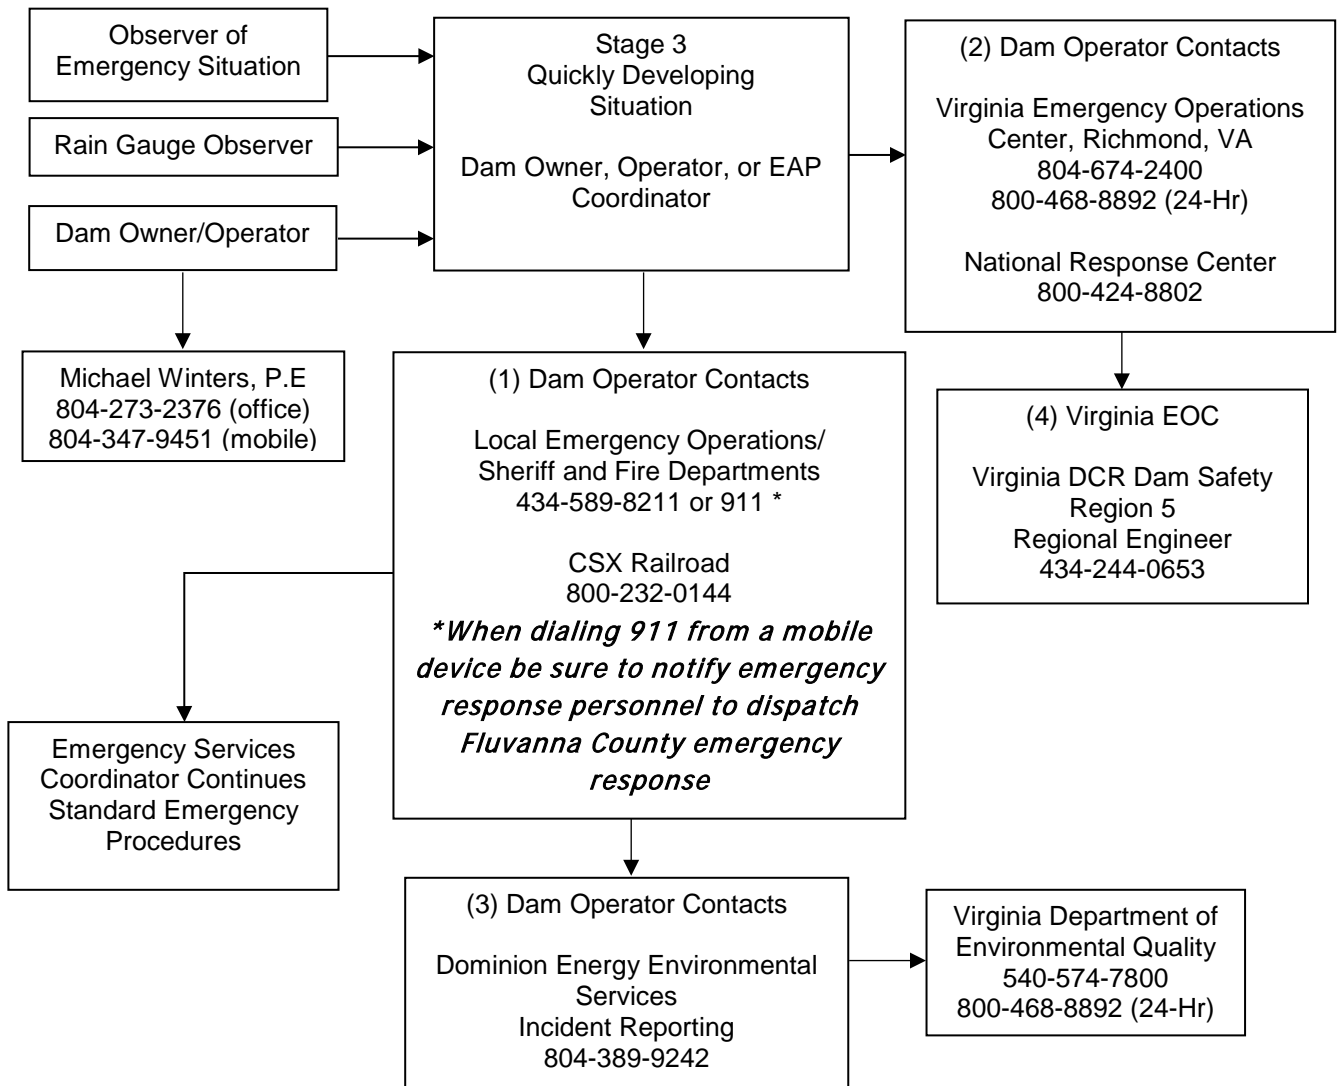 Observer of
Emergency Situation
Rain Gauge Observer
Dam Owner/Operator
Michael Winters, P.E
804-273-2376 (office)
804-347-9451 (mobile)
Stage 3
Quickly Developing
Situation
Dam Owner, Operator, or EAP
Coordinator
(2) Dam Operator Contacts
Virginia Emergency Operations
Center, Richmond, VA
804-674-2400
800-468-8892 (24-Hr)
National Response Center
800-424-8802
(1) Dam Operator Contacts
Local Emergency Operations/
Sheriff and Fire Departments
434-589-8211 or 911 *
CSX Railroad
800-232-0144
*When dialing 911 from a mobile
device be sure to notify emergency
response personnel to dispatch
Fluvanna County emergency
response
(4) Virginia EOC
Virginia DCR Dam Safety
Region 5
Regional Engineer
434-244-0653
Emergency Services
Coordinator Continues
Standard Emergency
Procedures
(3) Dam Operator Contacts
Dominion Energy Environmental
Services
Incident Reporting
804-389-9242
Virginia Department of
Environmental Quality
540-574-7800
800-468-8892 (24-Hr)